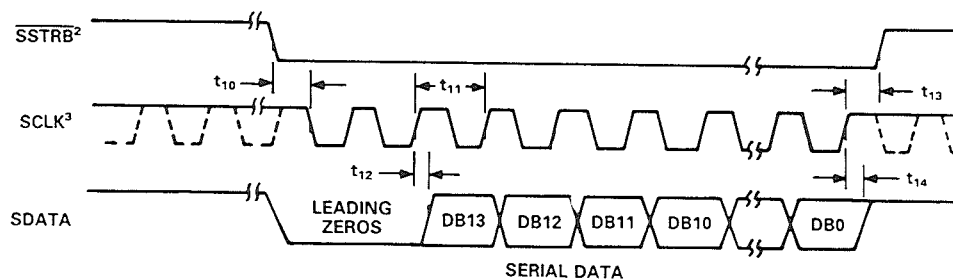 SSTRB²
t₁₀
t₁₁
t₁₃
SCLK³
t₁₂
t₁₄
SDATA
LEADING
ZEROS
DB13
DB12
DB11
DB10
DB0
SERIAL DATA